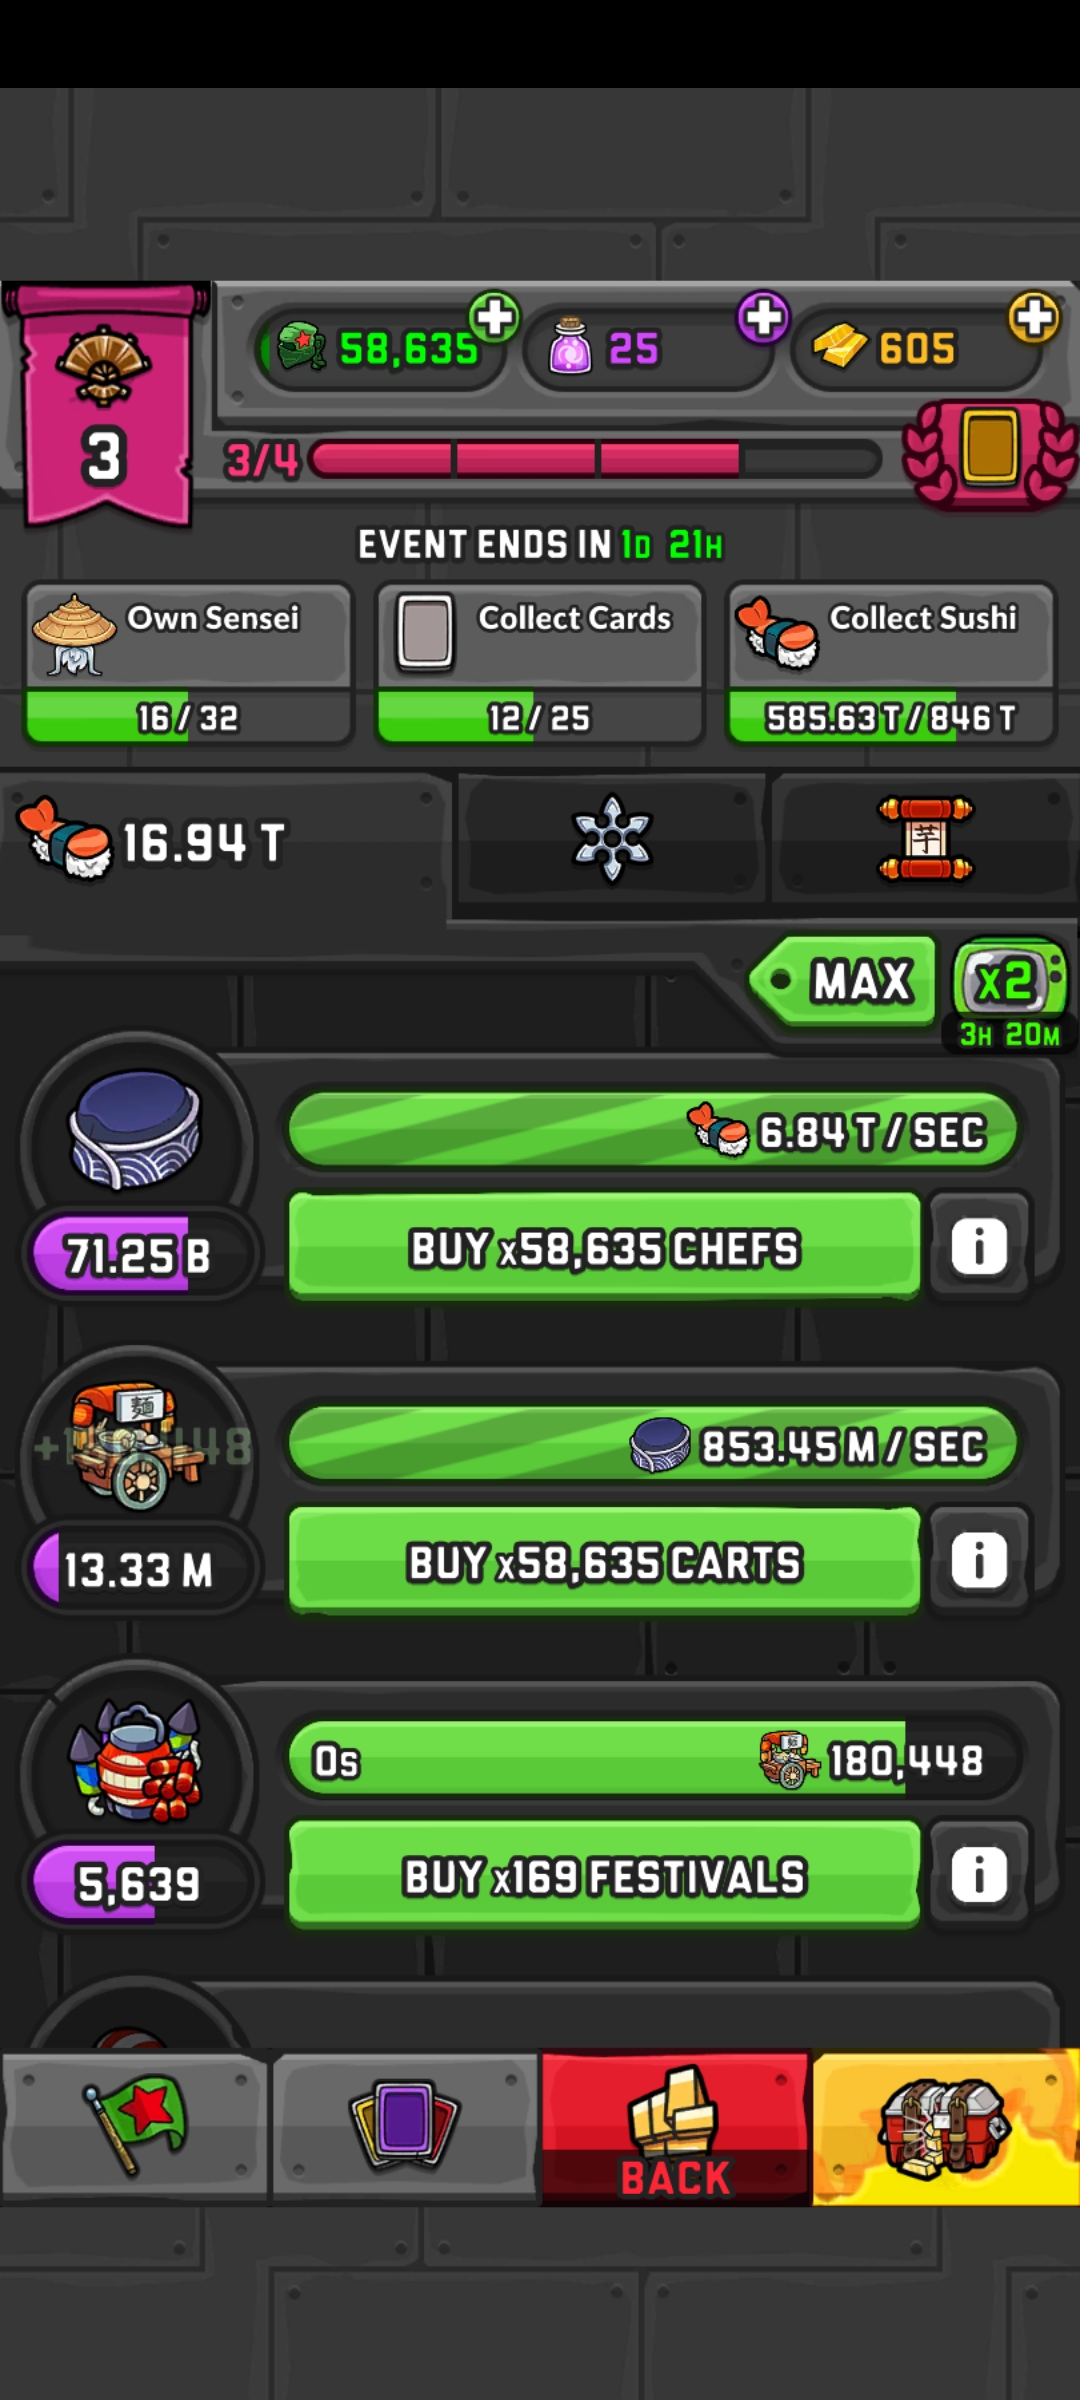 58,635
25
605
3
3/4
EVENT ENDS IN 1D 21H
Own Sensei
Collect Cards
Collect Sushi
16 / 32
12 / 25
585.63 T / 846 T
16.94 T
芋
MAX
x2
3H 20M
6.84 T / SEC
BUY x58,635 CHEFS
71.25 B
麺
853.45 M / SEC
BUY x58,635 CARTS
13.33 M
0s
180,448
BUY x169 FESTIVALS
5,639
BACK